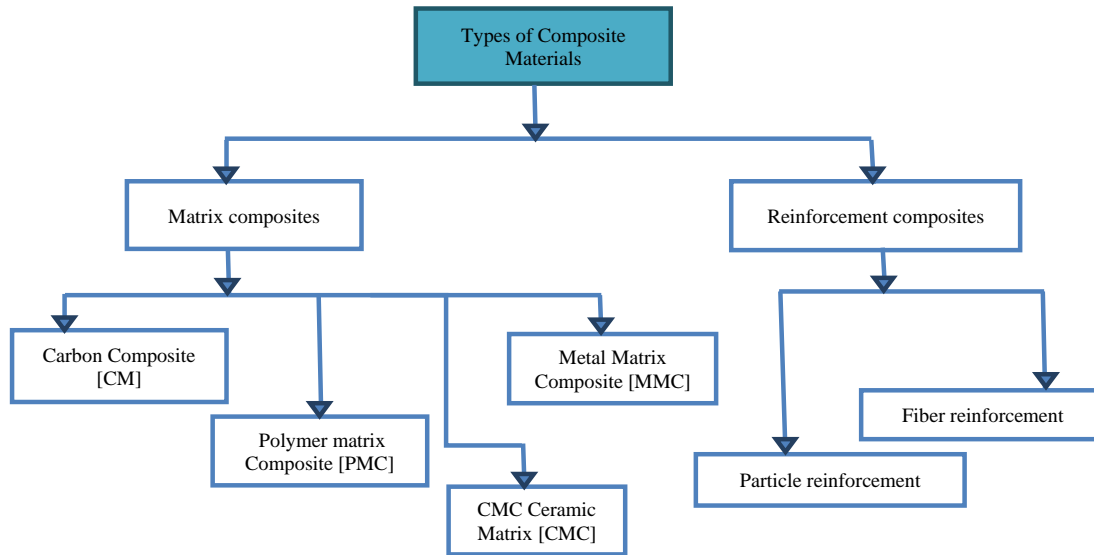 Types of Composite
Materials
Matrix composites
Reinforcement composites
Carbon Composite
[CM]
Metal Matrix
Composite [MMC]
Polymer matrix
Composite [PMC]
CMC Ceramic
Matrix [CMC]
Fiber reinforcement
Particle reinforcement